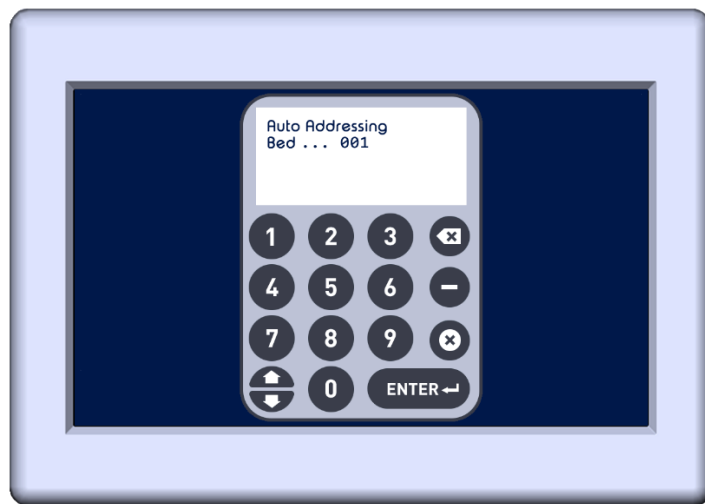 Auto Addressing
Bed ... 001
1 2 3
4 5 6 -
7 8 9
0 ENTER